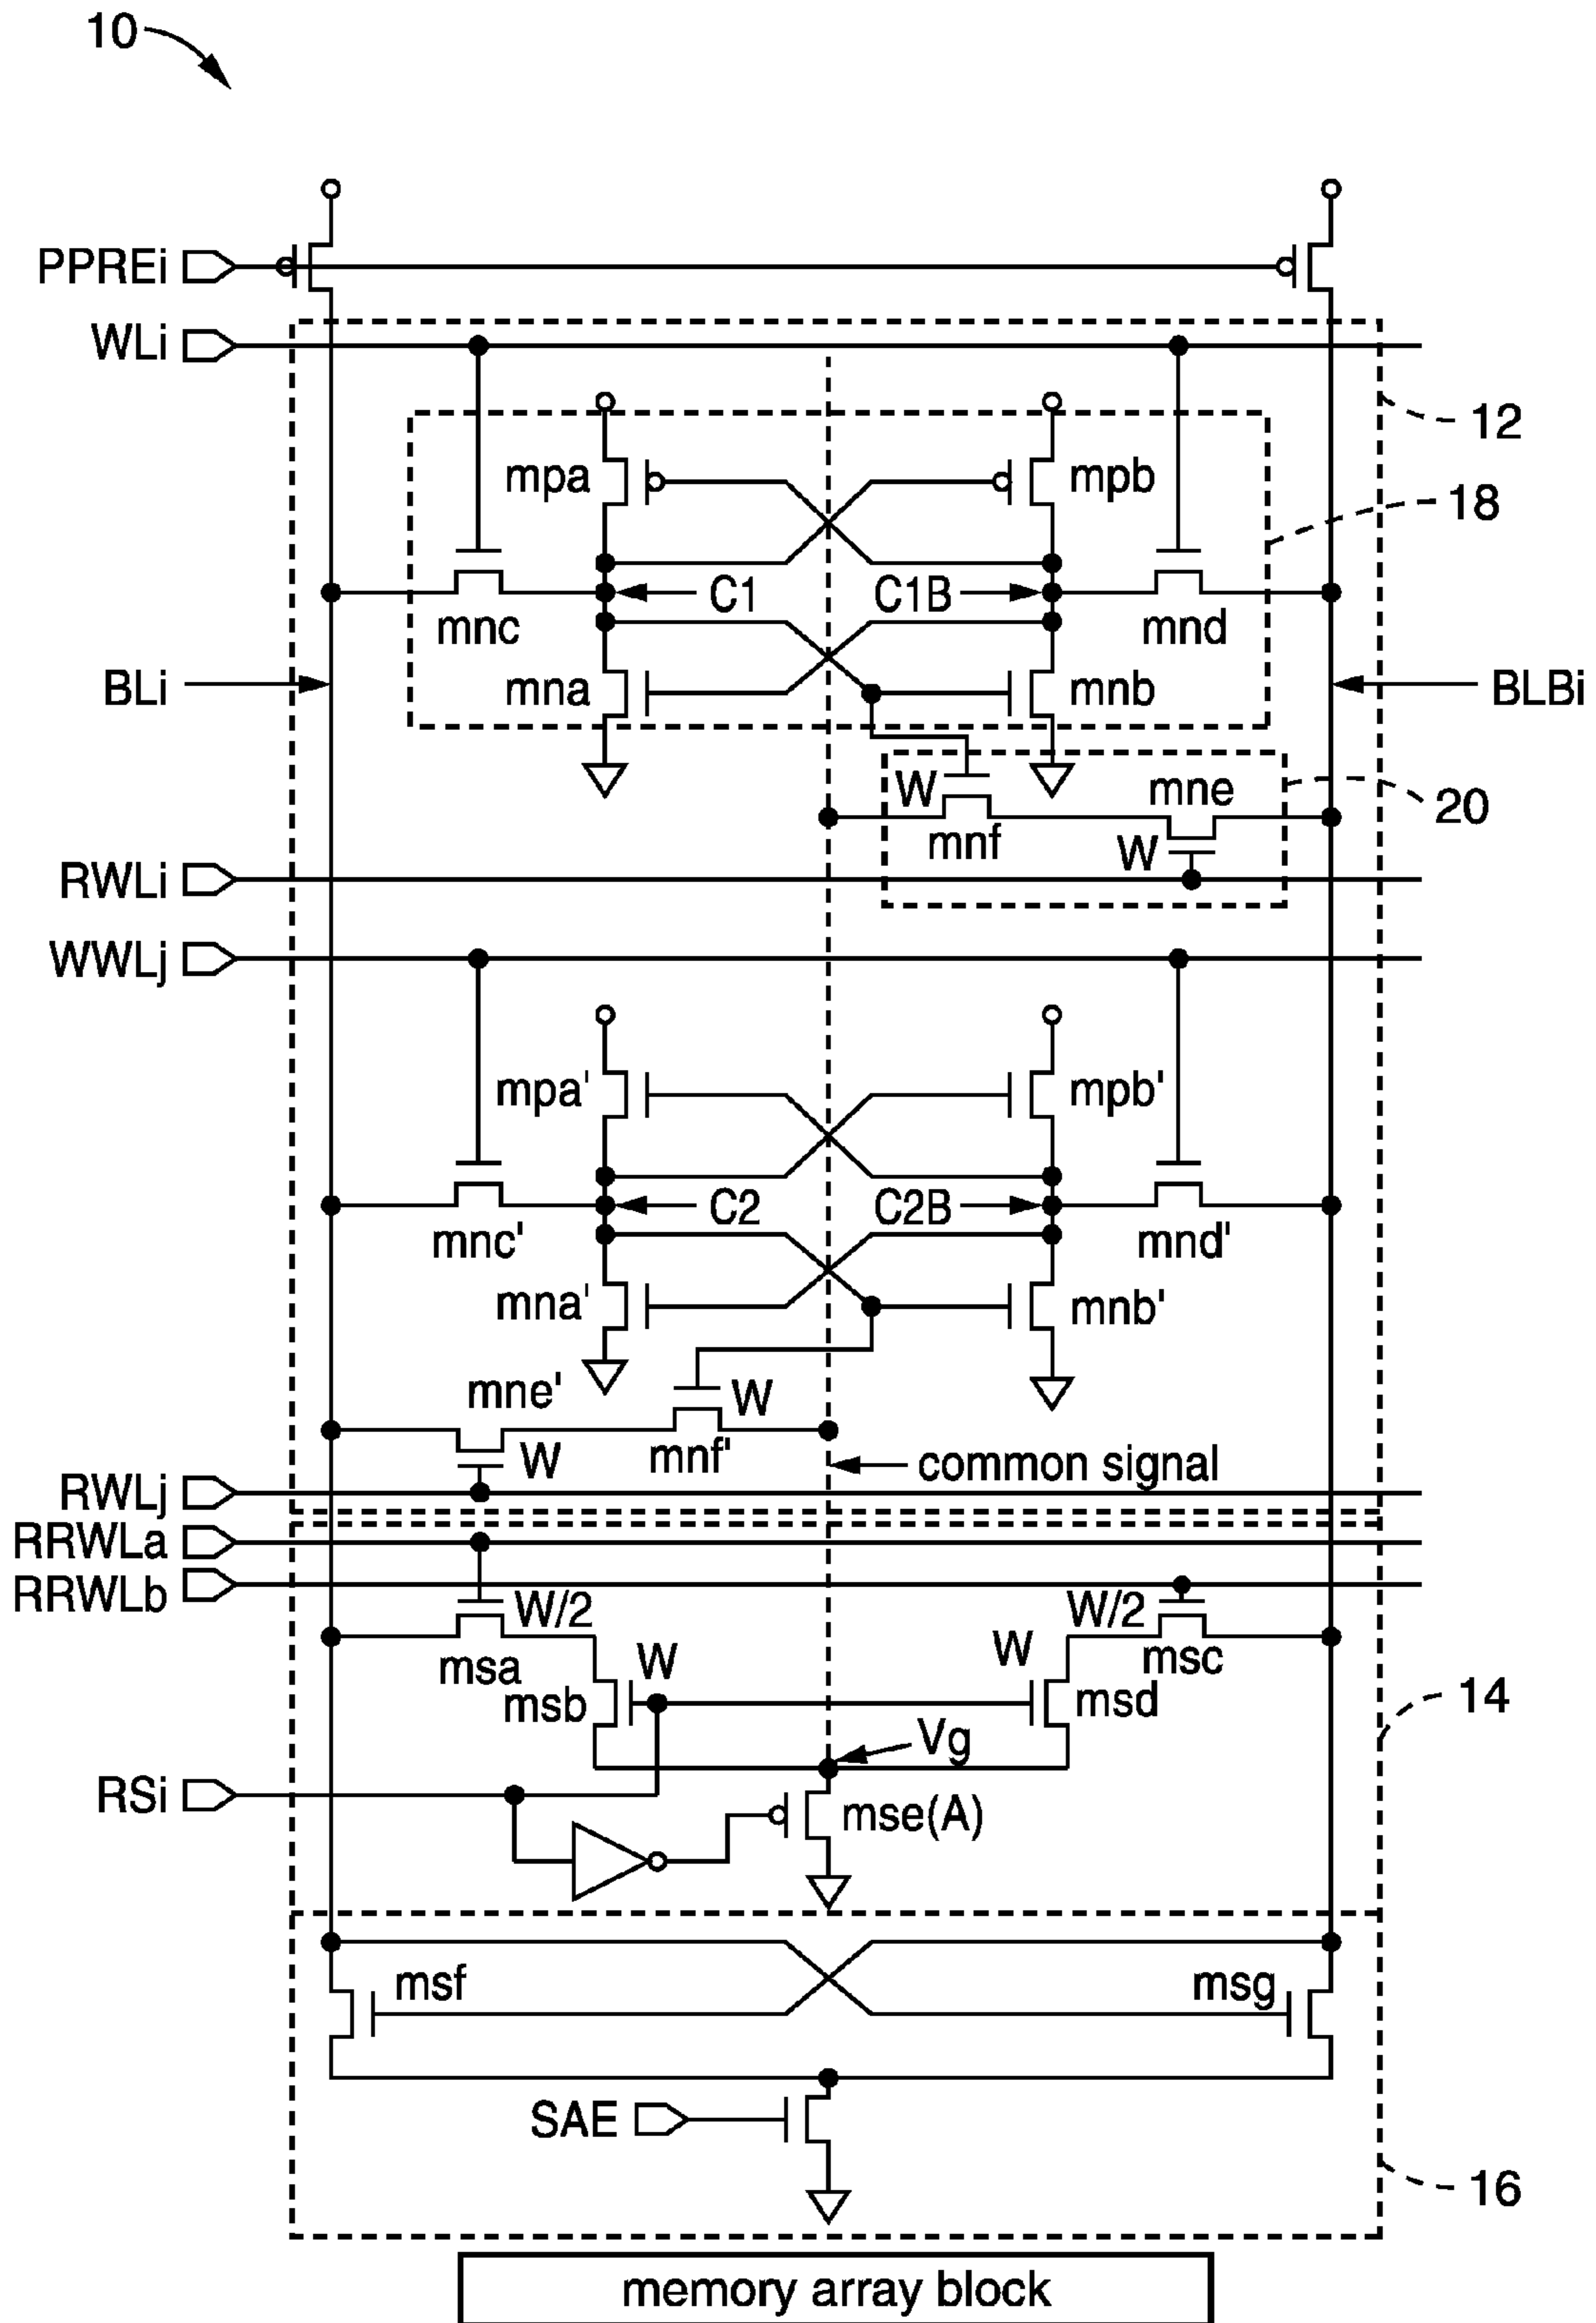 10
PPREi
WLi
12
mpa
mpb
18
C1
C1B
mnc
mnd
BLi
mna
mnb
BLBi
W
mne
20
mnf
W
RWLi
WWLj
mpa'
mpb'
C2
C2B
mnc'
mnd'
mna'
mnb'
mne'
W
W
mnf'
common signal
RWLj
RRWLa
RRWLb
W/2
W/2
msa
W
W
msc
msb
msd
14
Vg
RSi
mse(A)
msf
msg
SAE
16
memory array block